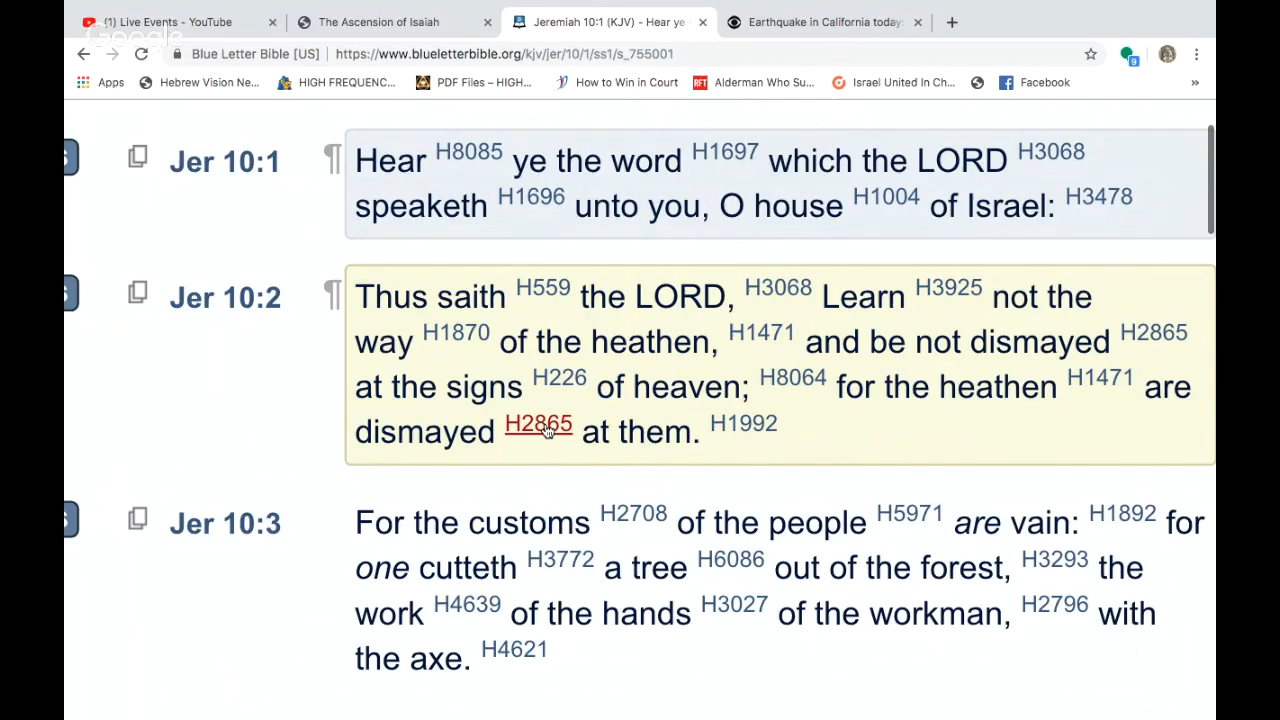 (1) Live Events - YouTube
The Ascension of Isaiah
Jeremiah 10:1 (KJV) - Hear ye
Earthquake in California today:
Google
Blue Letter Bible [US]
https://www.blueletterbible.org/kjv/jer/10/1/ss1/s_755001
9
Apps
Hebrew Vision Ne...
HIGH FREQUENC...
PDF Files – HIGH...
How to Win in Court
RFT
Alderman Who Su...
Israel United In Ch...
Facebook
»
Jer 10:1
¶ Hear H8085 ye the word H1697 which the LORD H3068
speaketh H1696 unto you, O house H1004 of Israel: H3478
Jer 10:2
¶ Thus saith H559 the LORD, H3068 Learn H3925 not the
way H1870 of the heathen, H1471 and be not dismayed H2865
at the signs H226 of heaven; H8064 for the heathen H1471 are
dismayed H2865 at them. H1992
Jer 10:3
For the customs H2708 of the people H5971 are vain: H1892 for
one cutteth H3772 a tree H6086 out of the forest, H3293 the
work H4639 of the hands H3027 of the workman, H2796 with
the axe. H4621